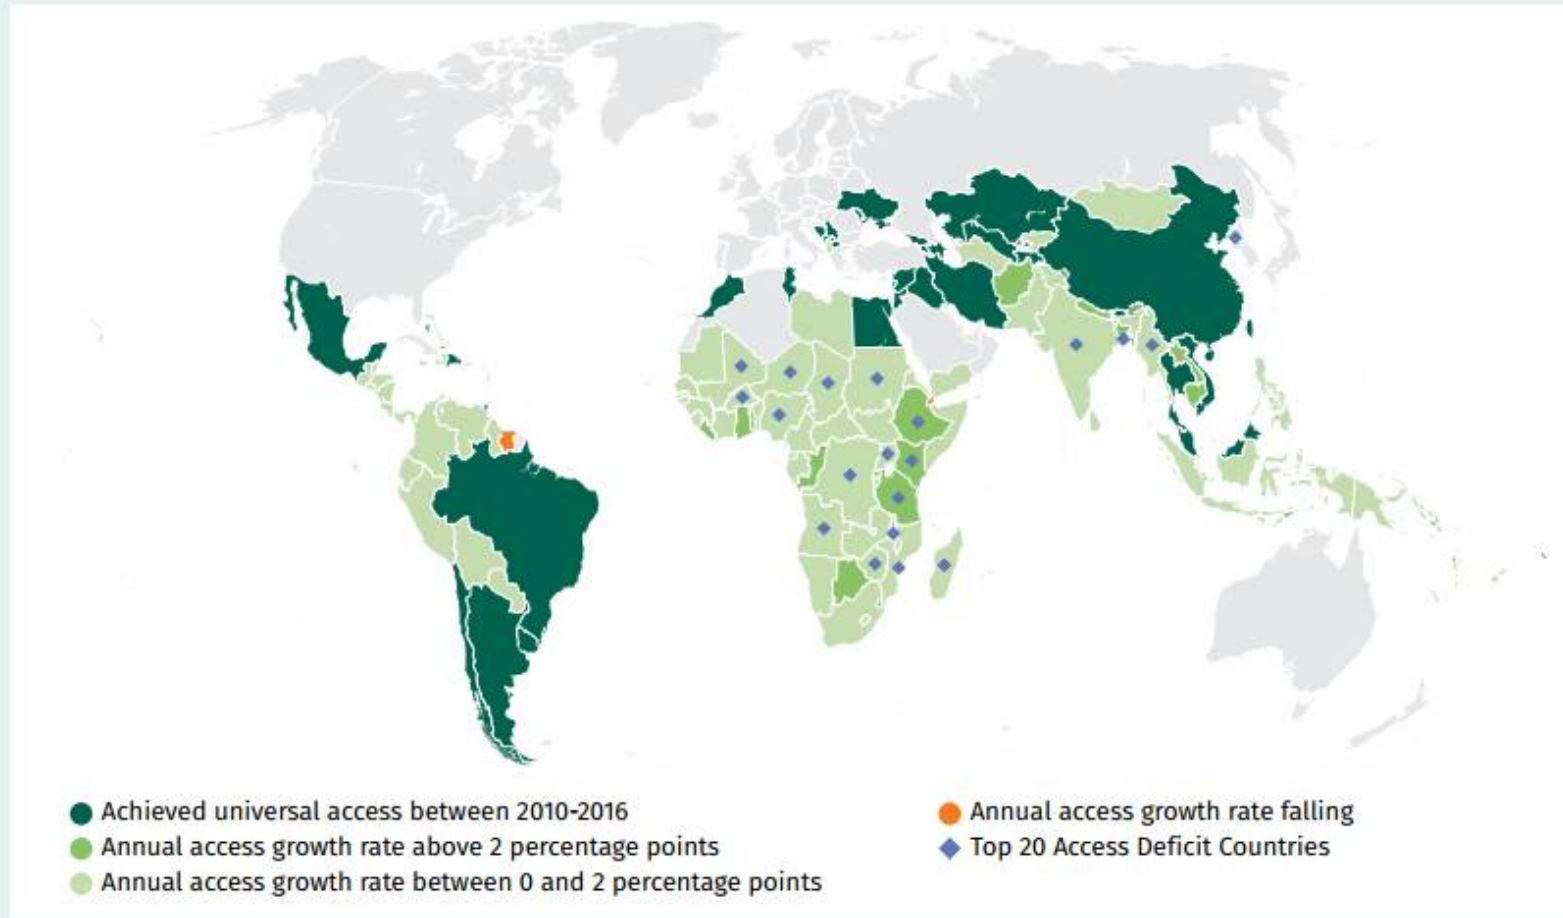 Achieved universal access between 2010-2016
Annual access growth rate above 2 percentage points
Annual access growth rate between 0 and 2 percentage points
Annual access growth rate falling
Top 20 Access Deficit Countries